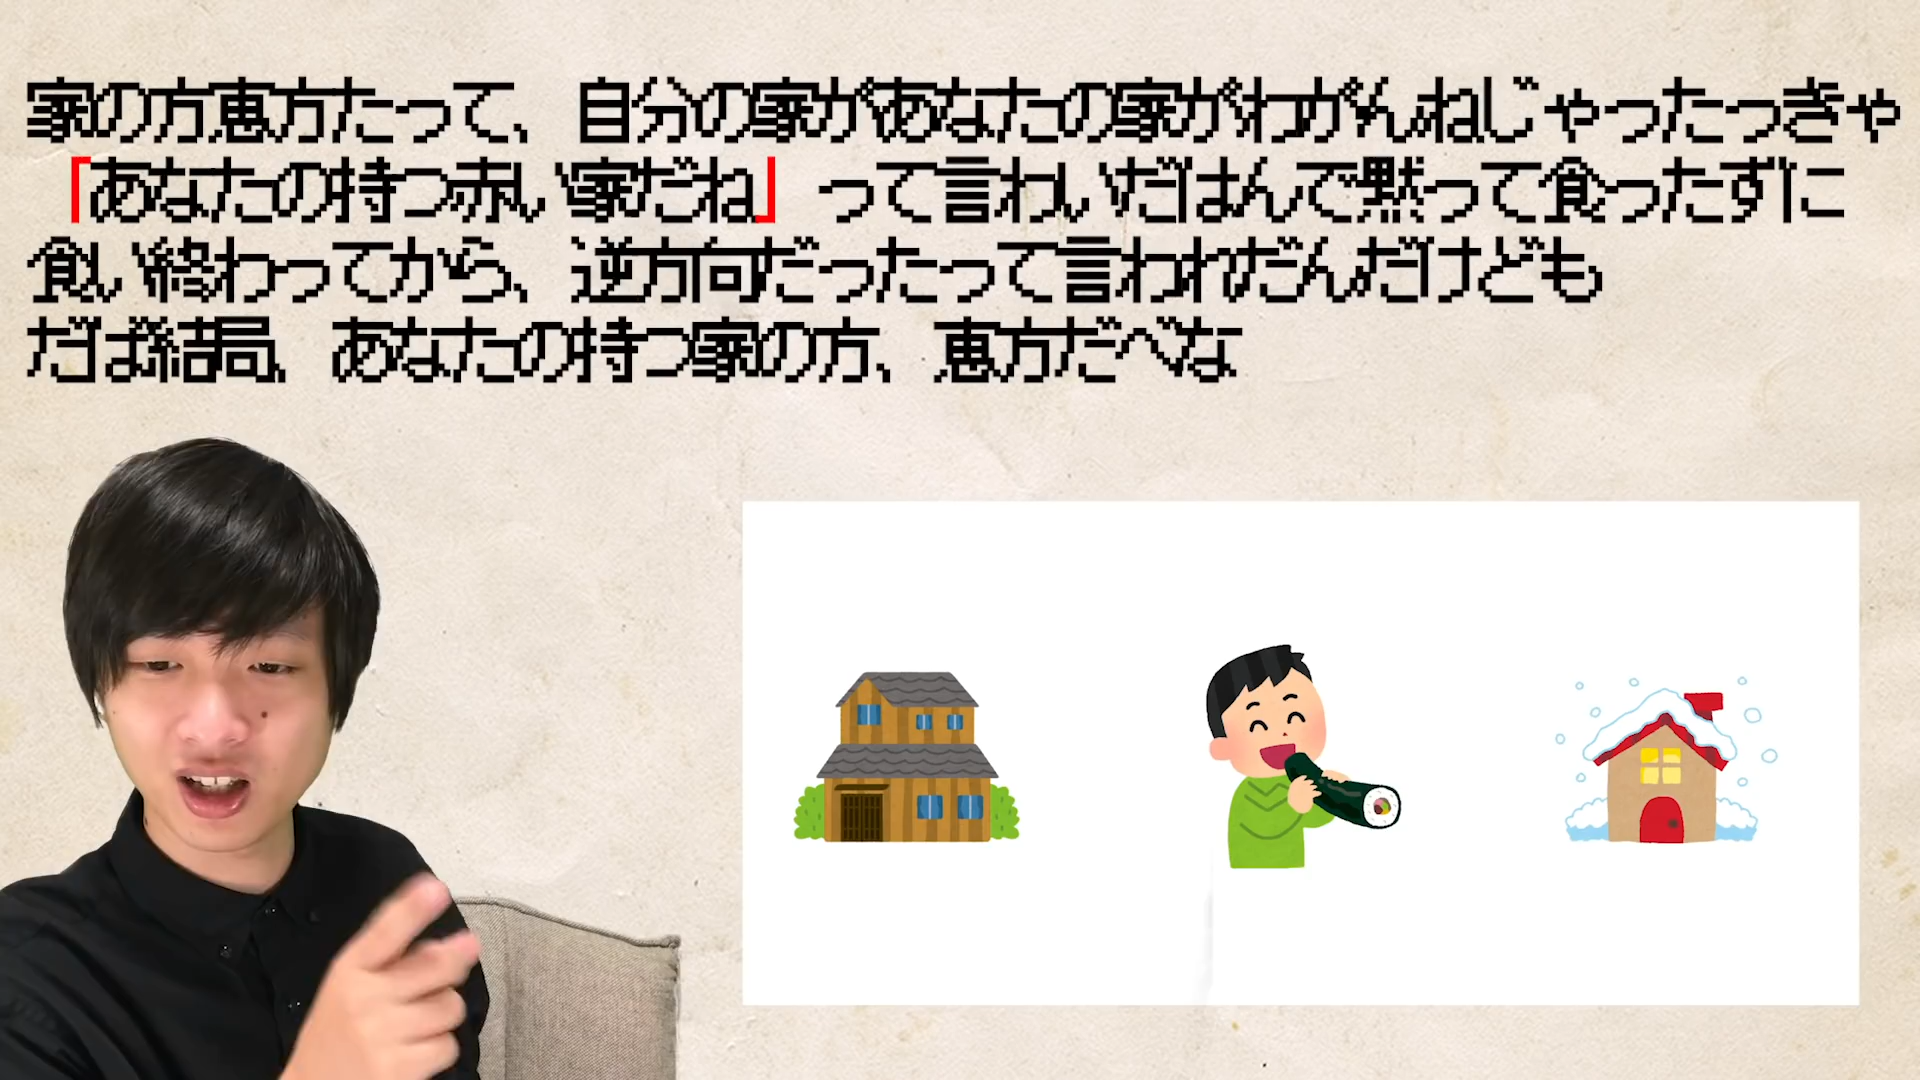 家の方恵方たって、自分の家があなたの家がわがんねじゃったっきゃ
「あなたの持つ赤い家だね」って言わいだはんで黙って食ったずに
食い終わってから、逆方向だったって言われだんだけども
だば結局、あなたの持つ家の方、恵方だべな